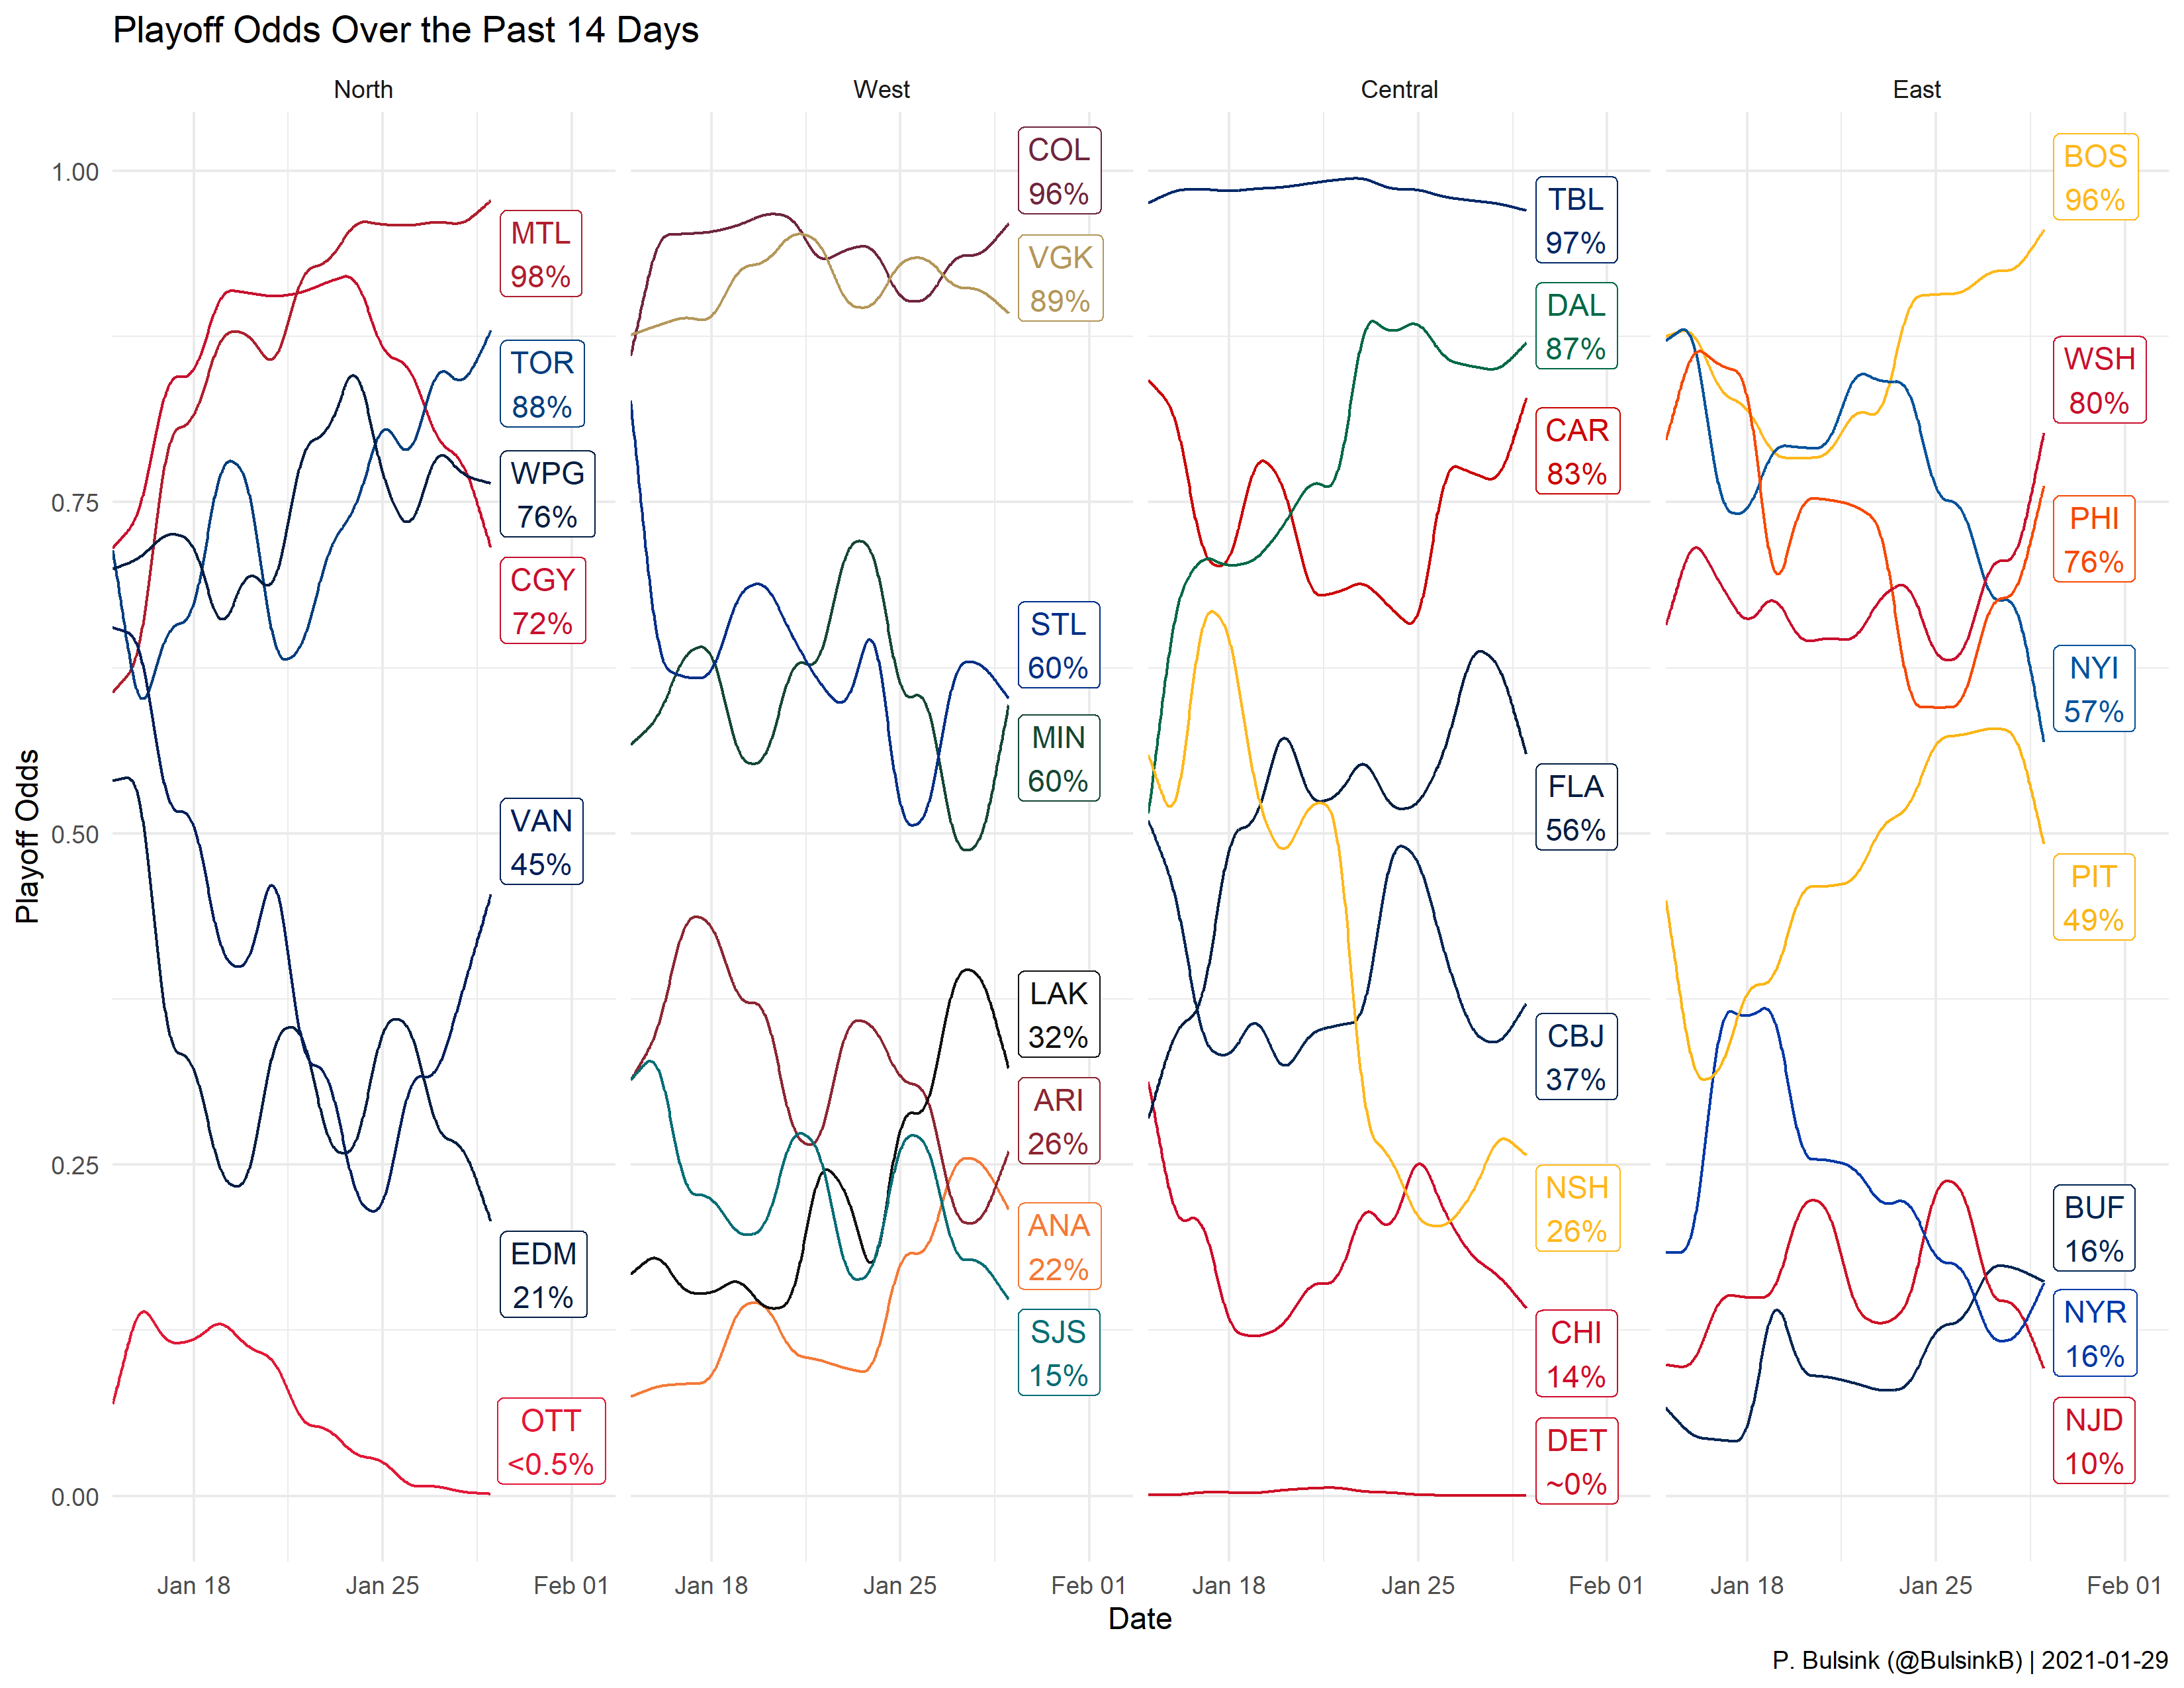 Playoff Odds Over the Past 14 Days
North
West
Central
East
Playoff Odds
1.00
0.75
0.50
0.25
0.00
MTL
98%
TOR
88%
WPG
76%
CGY
72%
VAN
45%
EDM
21%
OTT
<0.5%
COL
96%
VGK
89%
STL
60%
MIN
60%
LAK
32%
ARI
26%
ANA
22%
SJS
15%
TBL
97%
DAL
87%
CAR
83%
FLA
56%
CBJ
37%
NSH
26%
CHI
14%
DET
~0%
BOS
96%
WSH
80%
PHI
76%
NYI
57%
PIT
49%
BUF
16%
NYR
16%
NJD
10%
Jan 18 Jan 25 Feb 01
Jan 18 Jan 25 Feb 01
Jan 18 Jan 25 Feb 01
Jan 18 Jan 25 Feb 01
Date
P. Bulsink (@BulsinkB) | 2021-01-29